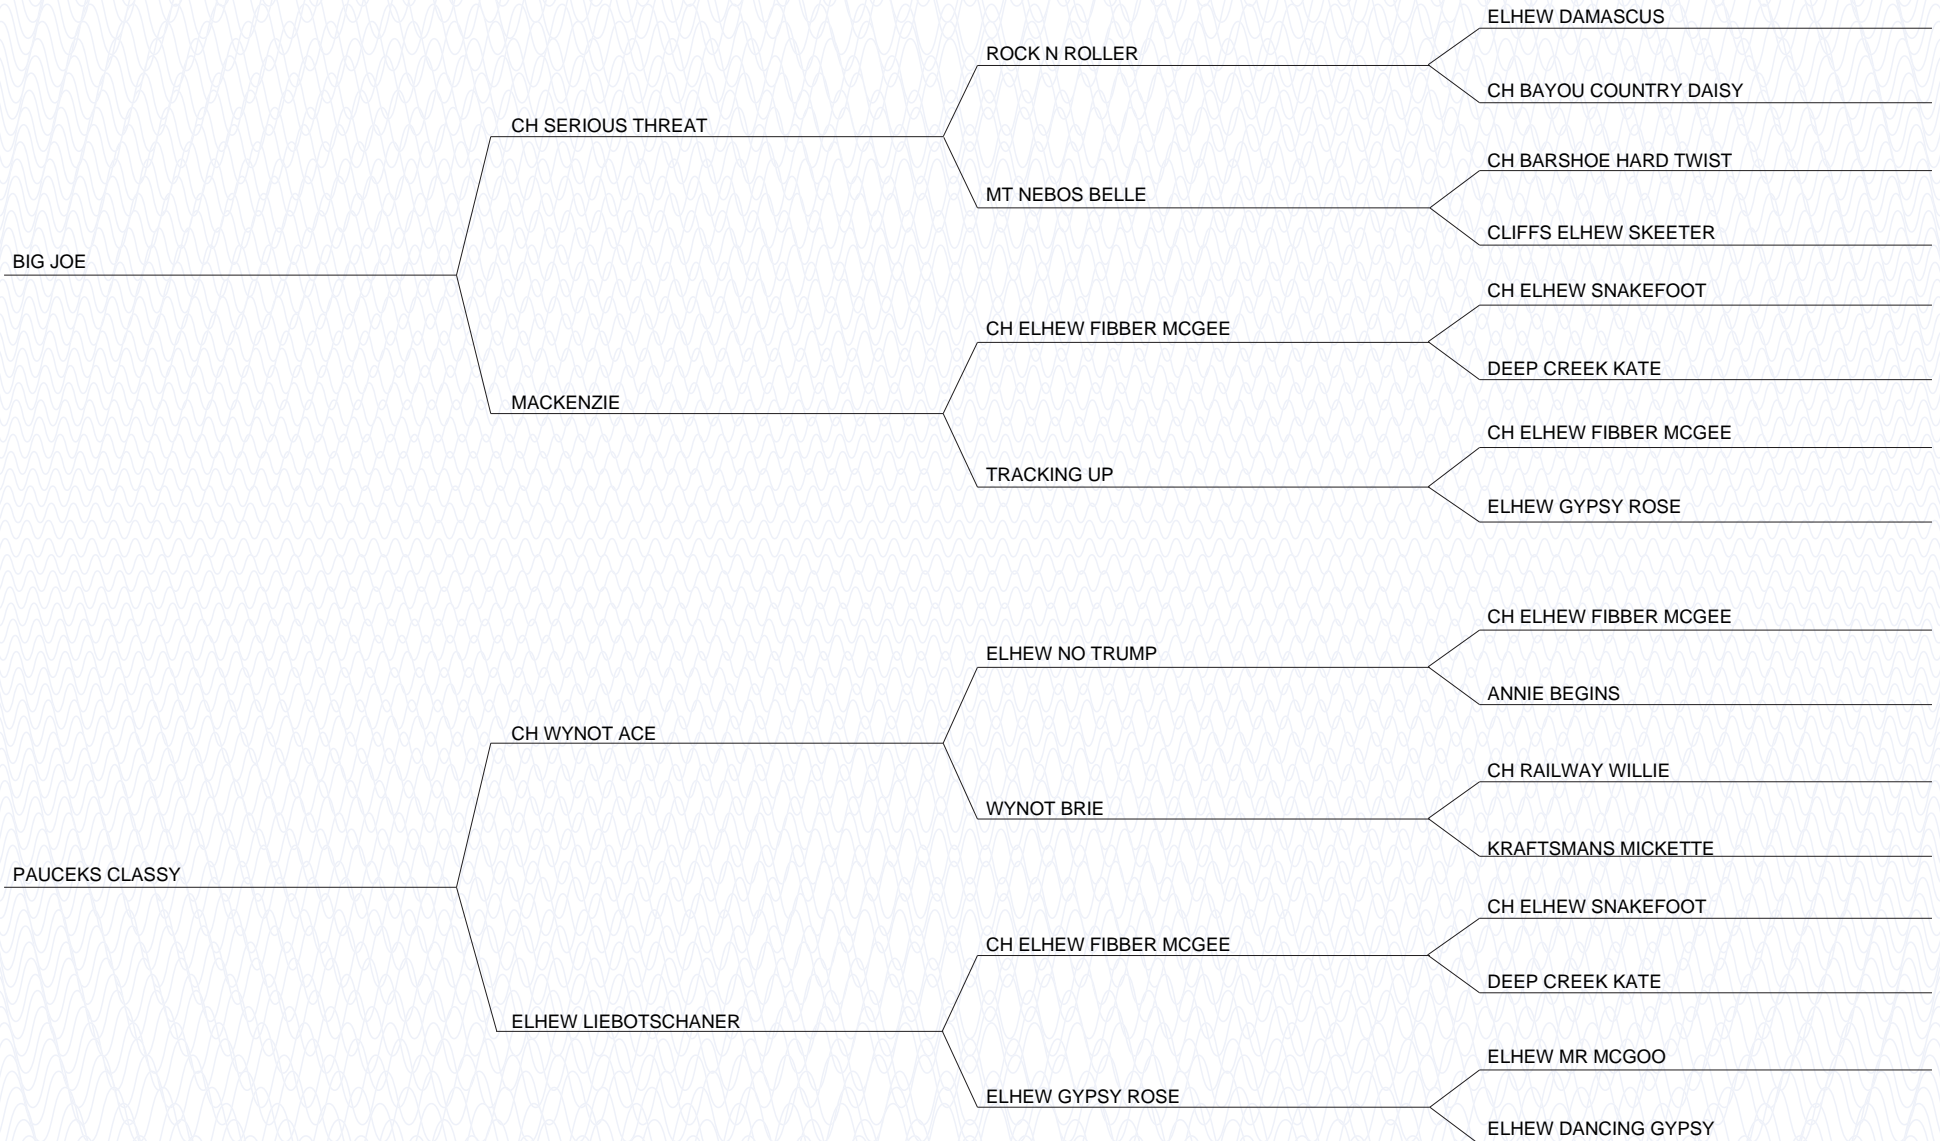 ELHEW DAMASCUS
ROCK N ROLLER
CH BAYOU COUNTRY DAISY
CH SERIOUS THREAT
CH BARSHOE HARD TWIST
MT NEBOS BELLE
CLIFFS ELHEW SKEETER
BIG JOE
CH ELHEW SNAKEFOOT
CH ELHEW FIBBER MCGEE
DEEP CREEK KATE
MACKENZIE
CH ELHEW FIBBER MCGEE
TRACKING UP
ELHEW GYPSY ROSE
CH ELHEW FIBBER MCGEE
ELHEW NO TRUMP
ANNIE BEGINS
CH WYNOT ACE
CH RAILWAY WILLIE
WYNOT BRIE
KRAFTSMANS MICKETTE
PAUCEKS CLASSY
CH ELHEW SNAKEFOOT
CH ELHEW FIBBER MCGEE
DEEP CREEK KATE
ELHEW LIEBOTSCHANER
ELHEW MR MCGOO
ELHEW GYPSY ROSE
ELHEW DANCING GYPSY